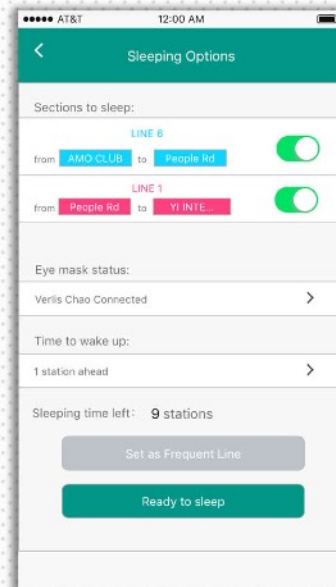 AT&T 12:00 AM
Sleeping Options
Sections to sleep:
LINE 6
from AMO CLUB to People Rd
LINE 1
from People Rd to YI INTE...
Eye mask status:
Verlis Chao Connected
Time to wake up:
1 station ahead
Sleeping time left: 9 stations
Set as Frequent Line
Ready to sleep